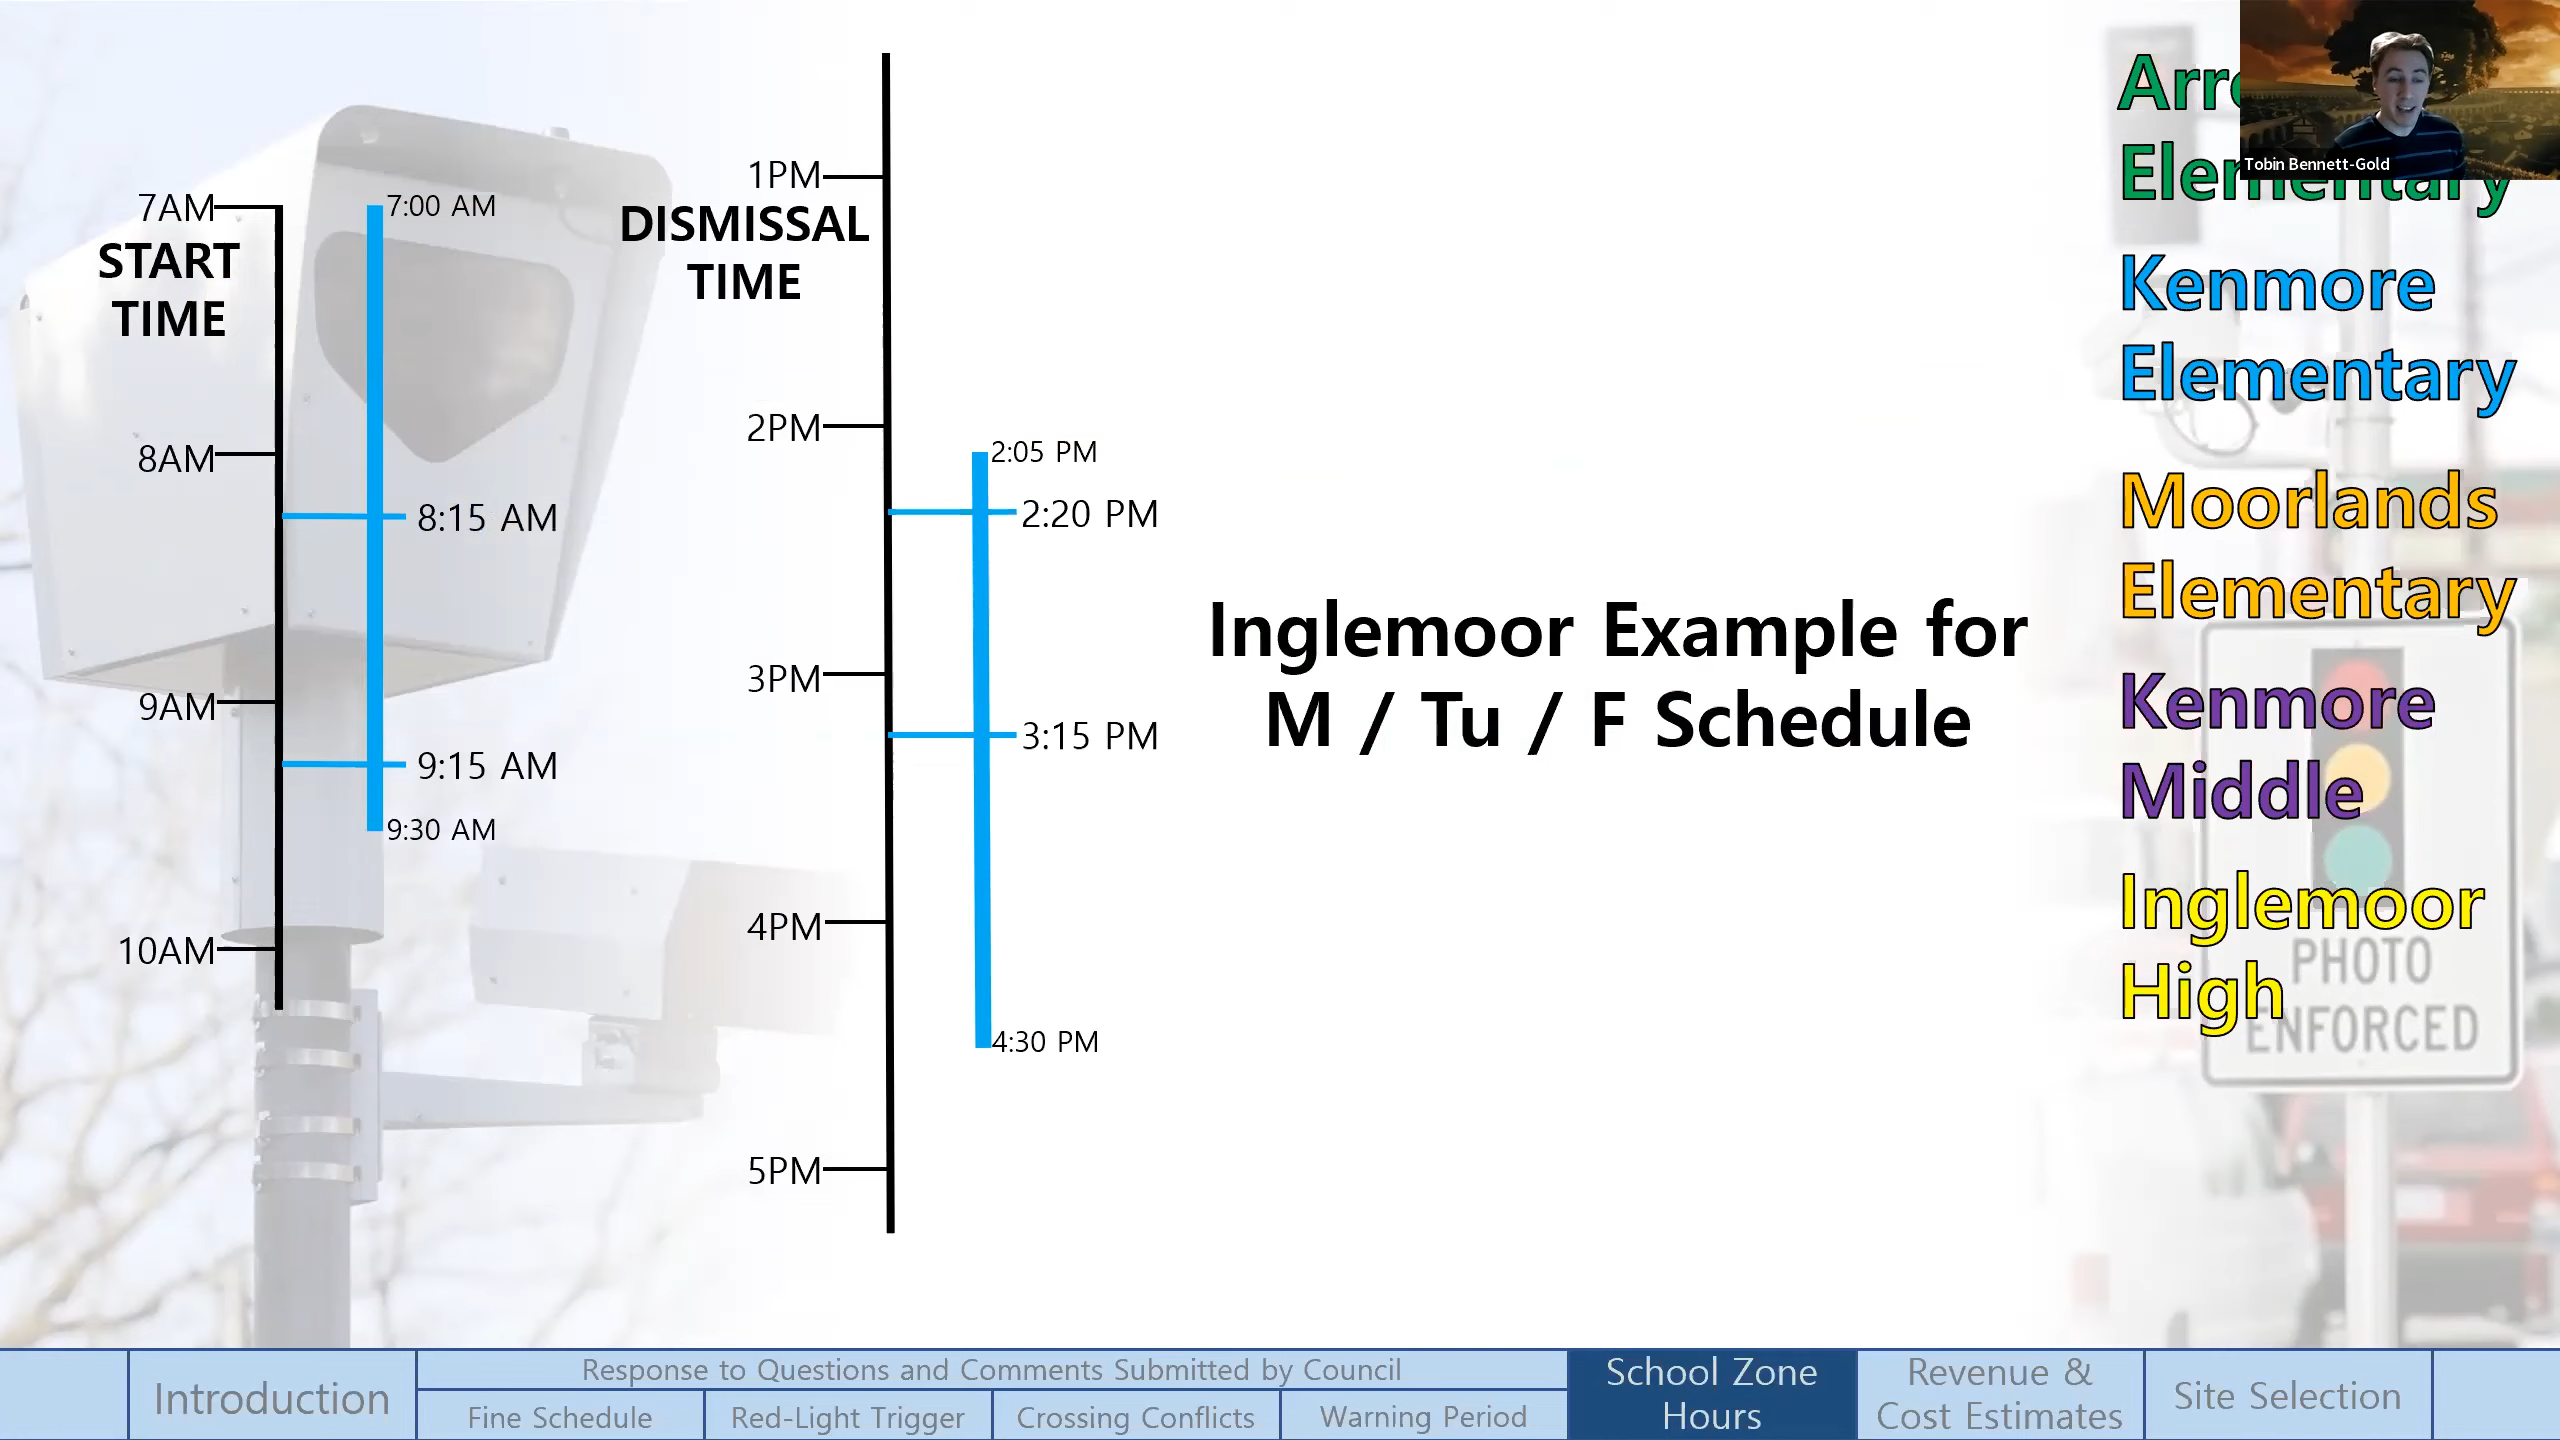 7AM
START
TIME
8AM
9AM
10AM
7:00 AM
8:15 AM
9:15 AM
9:30 AM
1PM
DISMISSAL
TIME
2PM
3PM
4PM
5PM
2:05 PM
2:20 PM
3:15 PM
4:30 PM
Inglemoor Example for
M / Tu / F Schedule
Elementary
Kenmore
Elementary
Moorlands
Elementary
Kenmore
Middle
Inglemoor
High
PHOTO
ENFORCED
Tobin Bennett-Gold
Introduction
Response to Questions and Comments Submitted by Council
Fine Schedule
Red-Light Trigger
Crossing Conflicts
Warning Period
School Zone
Hours
Revenue &
Cost Estimates
Site Selection